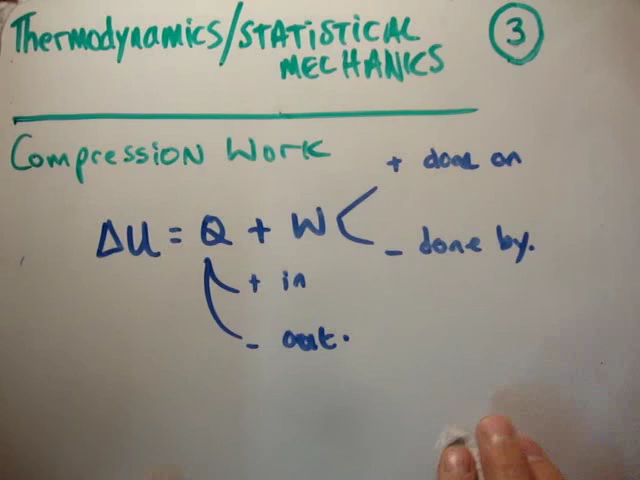 Thermodynamics/STATISTICAL
MECHANICS
3
Compression Work
+ done on
ΔU = Q + W
- done by.
+ in
- out.